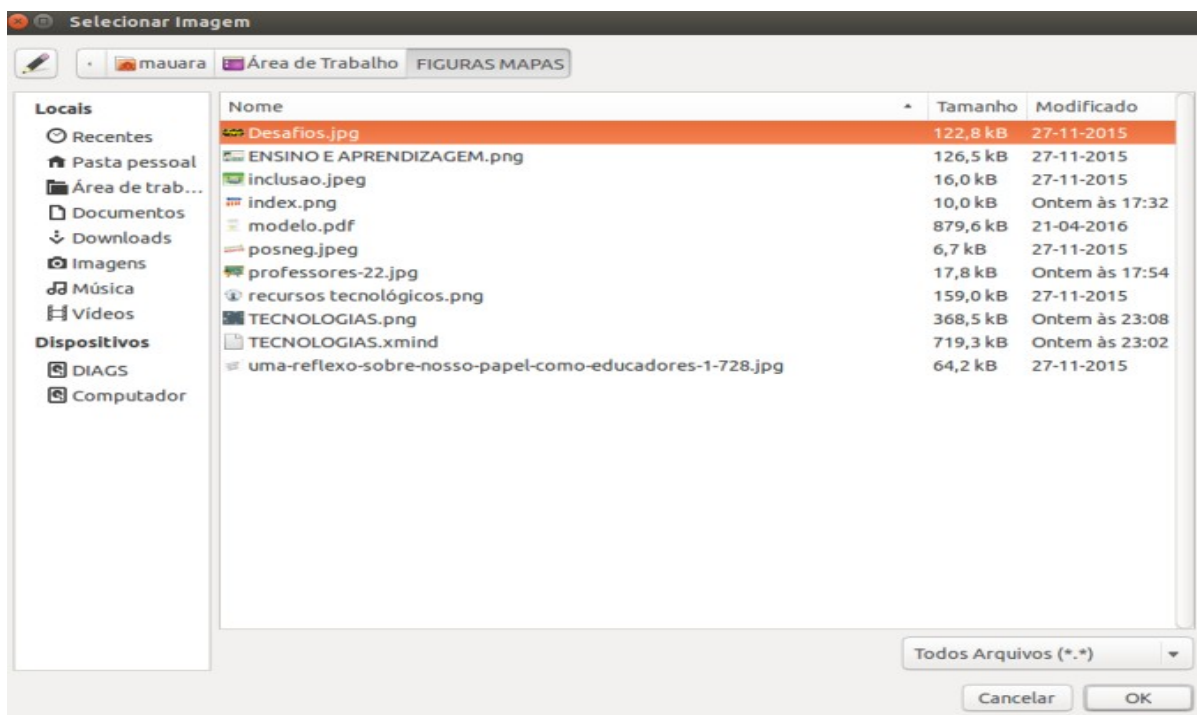 Selecionar Imagem
mauara Área de Trabalho FIGURAS MAPAS
Locais
Recentes
Pasta pessoal
Área de trab...
Documentos
Downloads
Imagens
Música
Vídeos
Dispositivos
DIAGS
Computador
Nome Tamanho Modificado
Desafios.jpg 122,8 kB 27-11-2015
ENSINO E APRENDIZAGEM.png 126,5 kB 27-11-2015
inclusao.jpeg 16,0 kB 27-11-2015
index.png 10,0 kB Ontem às 17:32
modelo.pdf 879,6 kB 21-04-2016
posneg.jpeg 6,7 kB 27-11-2015
professores-22.jpg 17,8 kB Ontem às 17:54
recursos tecnológicos.png 159,0 kB 27-11-2015
TECNOLOGIAS.png 368,5 kB Ontem às 23:08
TECNOLOGIAS.xmind 719,3 kB Ontem às 23:02
uma-reflexo-sobre-nosso-papel-como-educadores-1-728.jpg 64,2 kB 27-11-2015
Todos Arquivos (*.*)
Cancelar OK